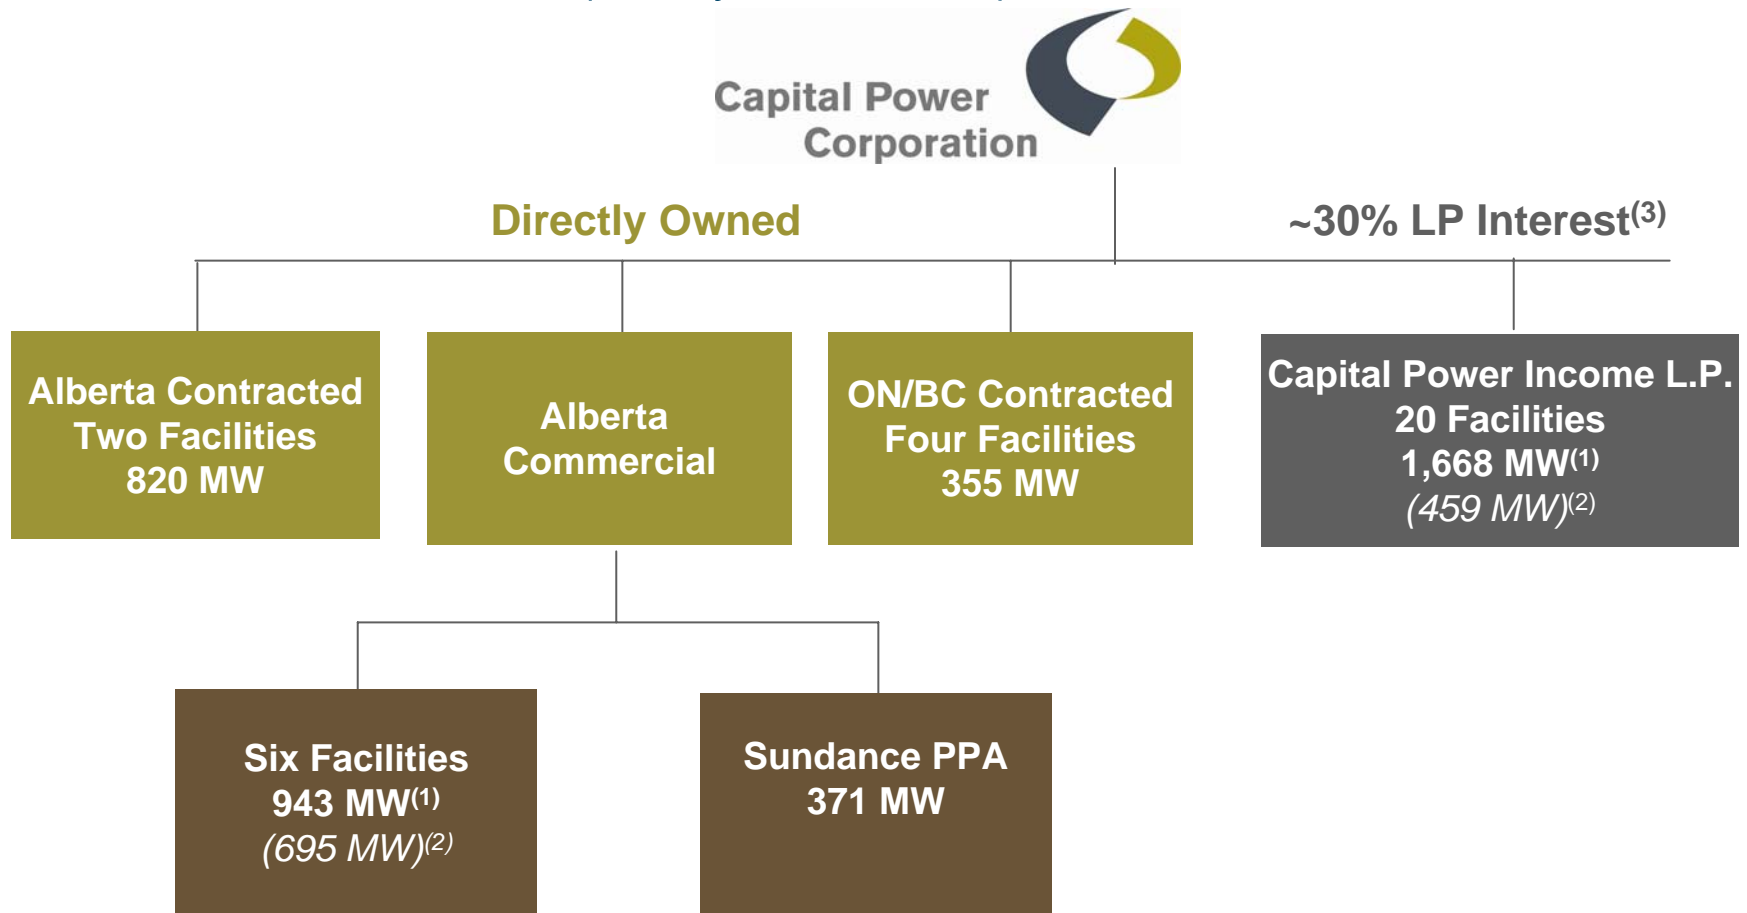 Capital Power
Corporation
Directly Owned
~30% LP Interest(3)
Alberta Contracted
Two Facilities
820 MW
Alberta
Commercial
ON/BC Contracted
Four Facilities
355 MW
Capital Power Income L.P.
20 Facilities
1,668 MW(1)
(459 MW)(2)
Six Facilities
943 MW(1)
(695 MW)(2)
Sundance PPA
371 MW